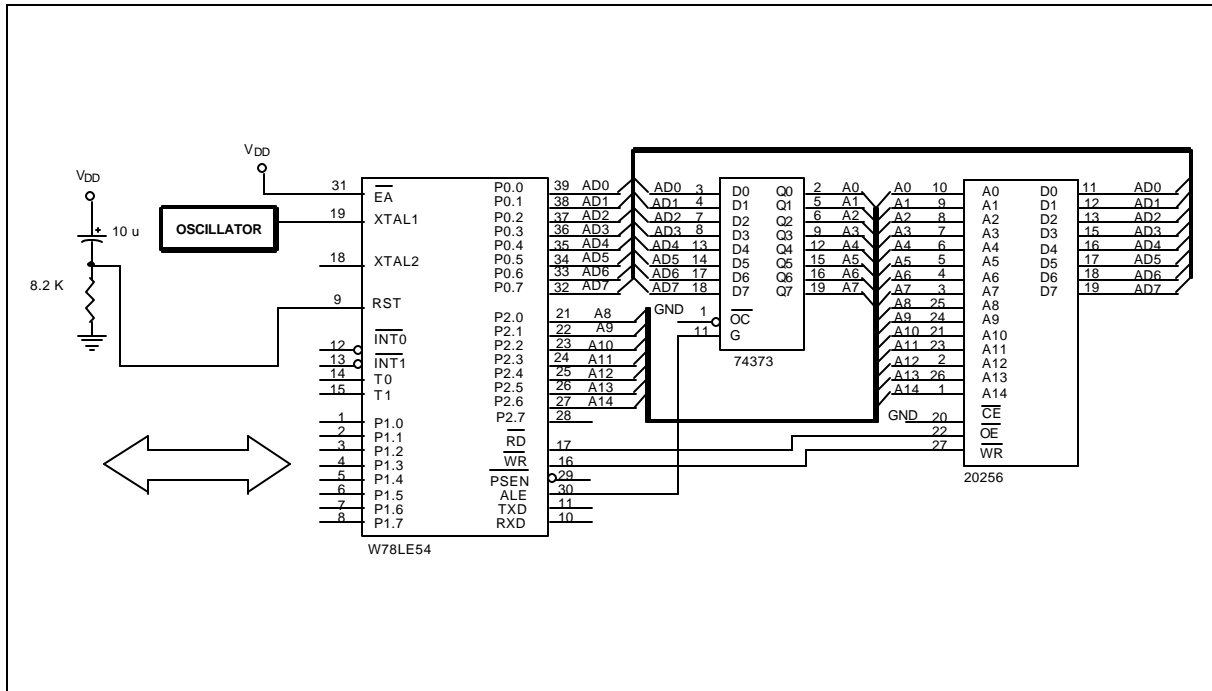 VDD
VDD
10 u
8.2 K
OSCILLATOR
31 EA
19 XTAL1
18 XTAL2
9 RST
12 INT0
13 INT1
14 T0
15 T1
1 P1.0
2 P1.1
3 P1.2
4 P1.3
5 P1.4
6 P1.5
7 P1.6
8 P1.7
P0.0 39 AD0
P0.1 38 AD1
P0.2 37 AD2
P0.3 36 AD3
P0.4 35 AD4
P0.5 34 AD5
P0.6 33 AD6
P0.7 32 AD7
P2.0 21 A8
P2.1 22 A9
P2.2 23 A10
P2.3 24 A11
P2.4 25 A12
P2.5 26 A13
P2.6 27 A14
P2.7 28
RD 17
WR 16
PSEN 29
ALE 30
TXD 11
RXD 10
W78LE54
AD0 3 D0 Q0 2 A0
AD1 4 D1 Q1 5 A1
AD2 7 D2 Q2 6 A2
AD3 8 D3 Q3 9 A3
AD4 13 D4 Q4 12 A4
AD5 14 D5 Q5 15 A5
AD6 17 D6 Q6 16 A6
AD7 18 D7 Q7 19 A7
GND 1 OC
11 G
74373
A0 10 A0 D0 11 AD0
A1 9 A1 D1 12 AD1
A2 8 A2 D2 13 AD2
A3 7 A3 D3 15 AD3
A4 6 A4 D4 16 AD4
A5 5 A5 D5 17 AD5
A6 4 A6 D6 18 AD6
A7 3 A7 D7 19 AD7
A8 25 A8
A9 24 A9
A10 21 A10
A11 23 A11
A12 2 A12
A13 26 A13
A14 1 A14
GND 20 CE
22 OE
27 WR
20256